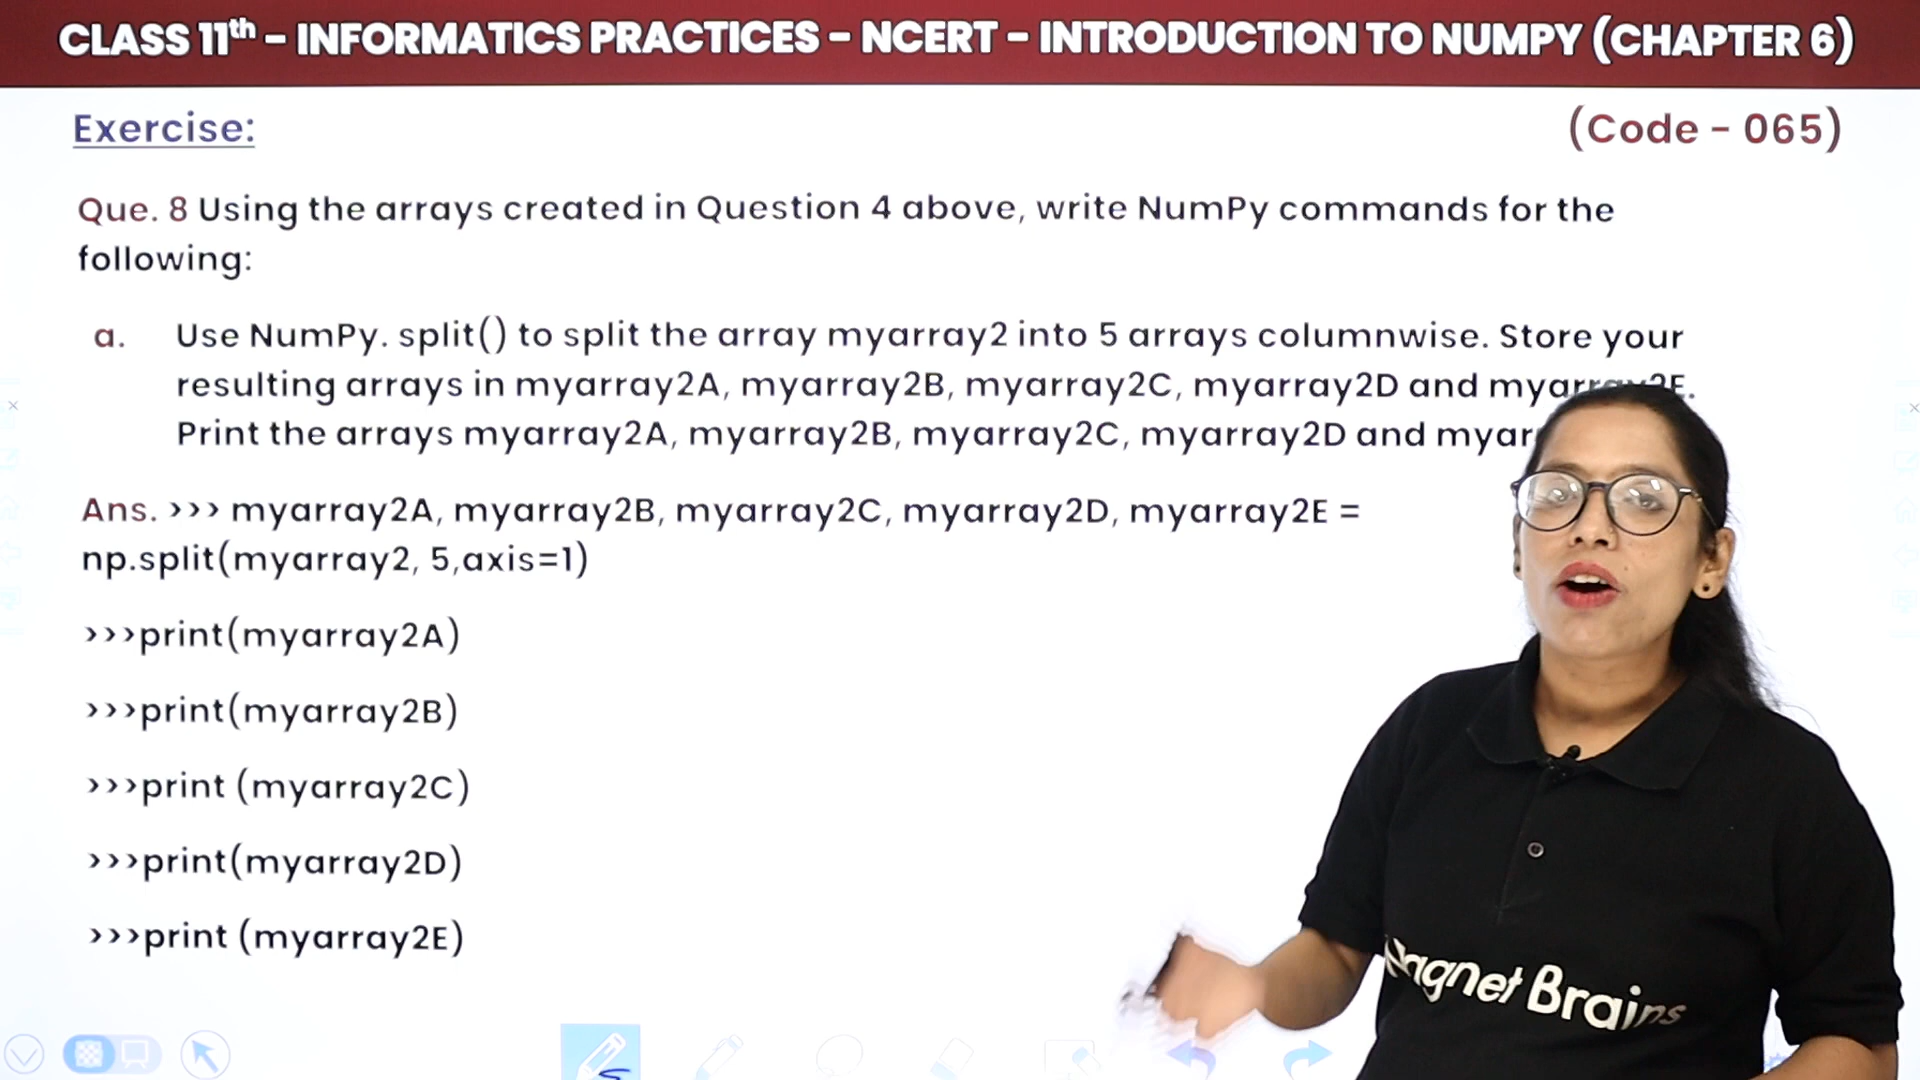 CLASS 11th - INFORMATICS PRACTICES - NCERT - INTRODUCTION TO NUMPY (CHAPTER 6)
Exercise:
(Code - 065)
Que. 8 Using the arrays created in Question 4 above, write NumPy commands for the
following:
a. Use NumPy. split() to split the array myarray2 into 5 arrays columnwise. Store your
resulting arrays in myarray2A, myarray2B, myarray2C, myarray2D and myarray2E.
Print the arrays myarray2A, myarray2B, myarray2C, myarray2D and
Ans. >>> myarray2A, myarray2B, myarray2C, myarray2D, myarray2E =
np.split(myarray2, 5,axis=1)
>>>print(myarray2A)
>>>print(myarray2B)
>>>print (myarray2C)
>>>print(myarray2D)
>>>print (myarray2E)
Magnet Brains